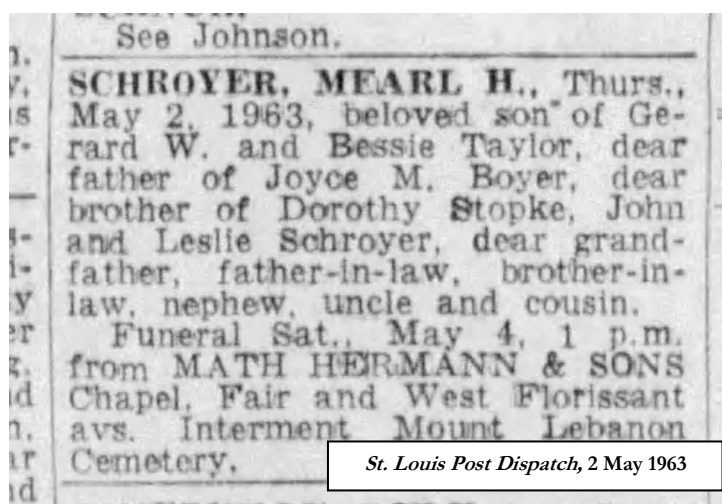 See Johnson.
SCHROYER, MEARL H., Thurs.,
May 2, 1963, beloved son of Ge-
rard W. and Bessie Taylor, dear
father of Joyce M. Boyer, dear
brother of Dorothy Stopke, John
and Leslie Schroyer, dear grand-
father, father-in-law, brother-in-
law, nephew, uncle and cousin.
Funeral Sat., May 4, 1 p.m.
from MATH HERMANN & SONS
Chapel, Fair and West Florissant
avs. Interment Mount Lebanon
Cemetery.
St. Louis Post Dispatch, 2 May 1963